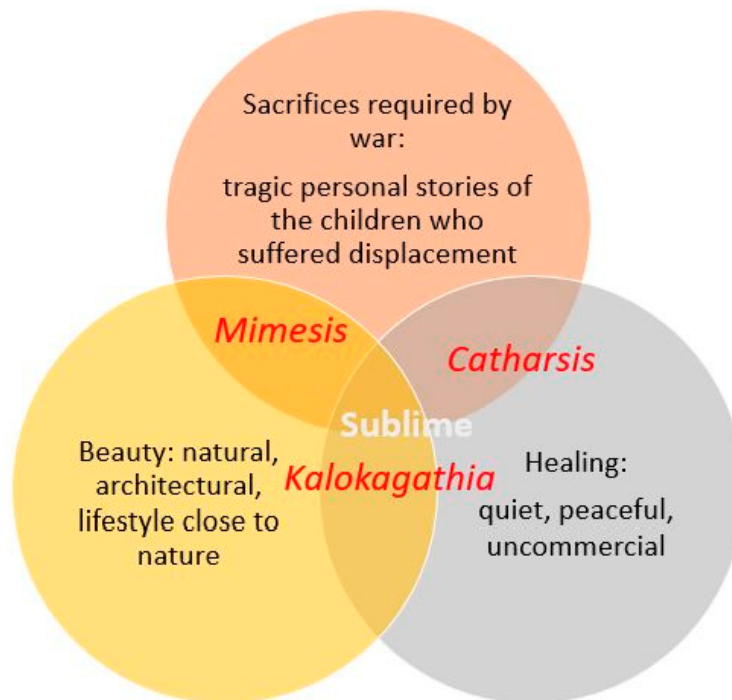 Sacrifices required by
war:
tragic personal stories of
the children who
suffered displacement
Mimesis
Catharsis
Sublime
Kalokagathia
Beauty: natural,
architectural,
lifestyle close to
nature
Healing:
quiet, peaceful,
uncommercial